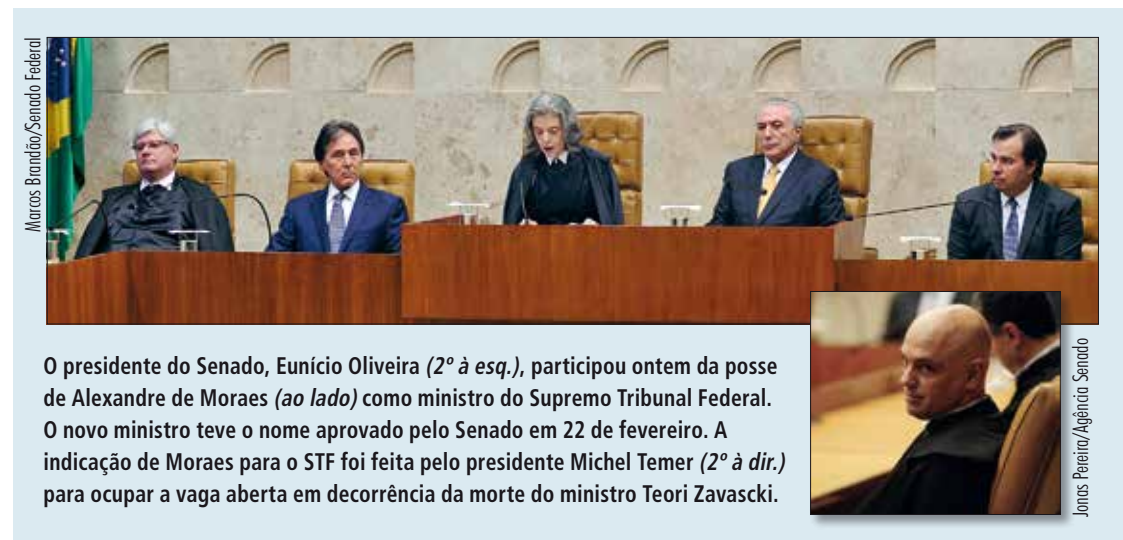 Marcos Brandão/Senado Federal
O presidente do Senado, Eunício Oliveira (2º à esq.), participou ontem da posse
de Alexandre de Moraes (ao lado) como ministro do Supremo Tribunal Federal.
O novo ministro teve o nome aprovado pelo Senado em 22 de fevereiro. A
indicação de Moraes para o STF foi feita pelo presidente Michel Temer (2º à dir.)
para ocupar a vaga aberta em decorrência da morte do ministro Teori Zavascki.
Jonas Pereira/Agência Senado